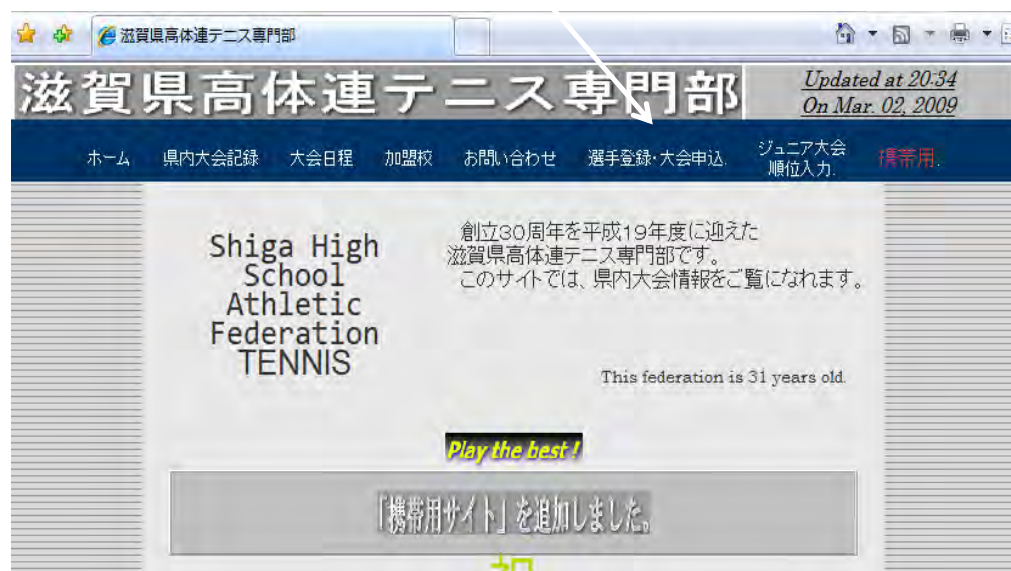 滋賀県高体連テニス専門部
滋賀県高体連テニス専門部
Updated at 20:34
On Mar. 02, 2009
ホーム 県内大会記録 大会日程 加盟校 お問い合わせ 選手登録・大会申込. ジュニア大会
順位入力. 携帯用.
Shiga High
School
Athletic
Federation
TENNIS
創立30周年を平成19年度に迎えた
滋賀県高体連テニス専門部です。
このサイトでは、県内大会情報をご覧になれます。
This federation is 31 years old.
Play the best !
「携帯用サイト」を追加しました。